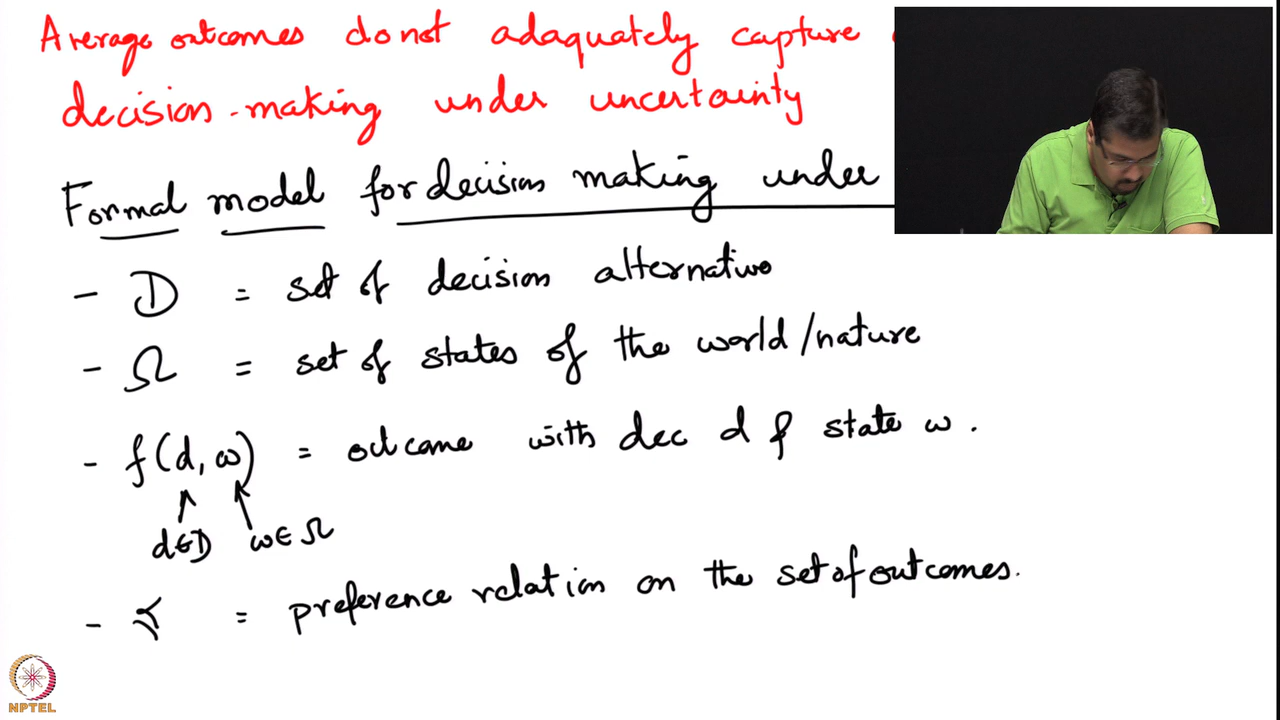 Average outcomes do not adaquately capture
decision-making under uncertainty
Formal model for decision making under
- D = set of decision alternative
- Ω = set of states of the world/nature
- f(d, ω) = outcome with dec d & state ω.
d∈D ω∈Ω
- ≼ = preference relation on the set of outcomes.
NPTEL